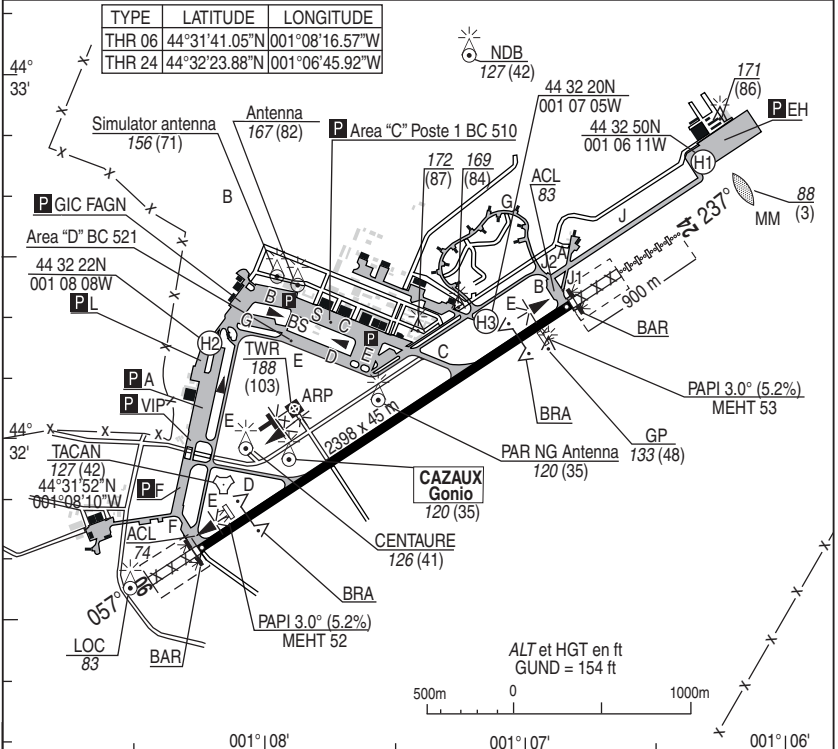 TYPE LATITUDE LONGITUDE
THR 06 44°31'41.05"N 001°08'16.57"W
THR 24 44°32'23.88"N 001°06'45.92"W
44°
33'
NDB
127 (42)
171
(86)
P EH
44 32 20N
001 07 05W
44 32 50N
001 06 11W
H1
Simulator antenna
156 (71)
Antenna
167 (82)
P Area "C" Poste 1 BC 510
172
(87)
169
(84)
ACL
83
88
(3)
MM
B
G
J
24 237°
P GIC FAGN
Area "D" BC 521
44 32 22N
001 08 08W
P L
H2
B
P
BS
S
C
G
E
D
P
E
H3
E
B
J2
A
J1
900 m
BAR
C
TWR
188
(103)
ARP
PAPI 3.0° (5.2%)
MEHT 53
P A
P VIP
E
2398 x 45 m
BRA
GP
133 (48)
PAR NG Antenna
120 (35)
44°
32'
TACAN
127 (42)
44°31'52"N
001°08'10"W
P F
D
E
CAZAUX
Gonio
120 (35)
ACL
74
F
CENTAURE
126 (41)
BRA
057°
06
PAPI 3.0° (5.2%)
MEHT 52
LOC
83
BAR
ALT et HGT en ft
GUND = 154 ft
500m 0 1000m
001°08' 001°07' 001°06'